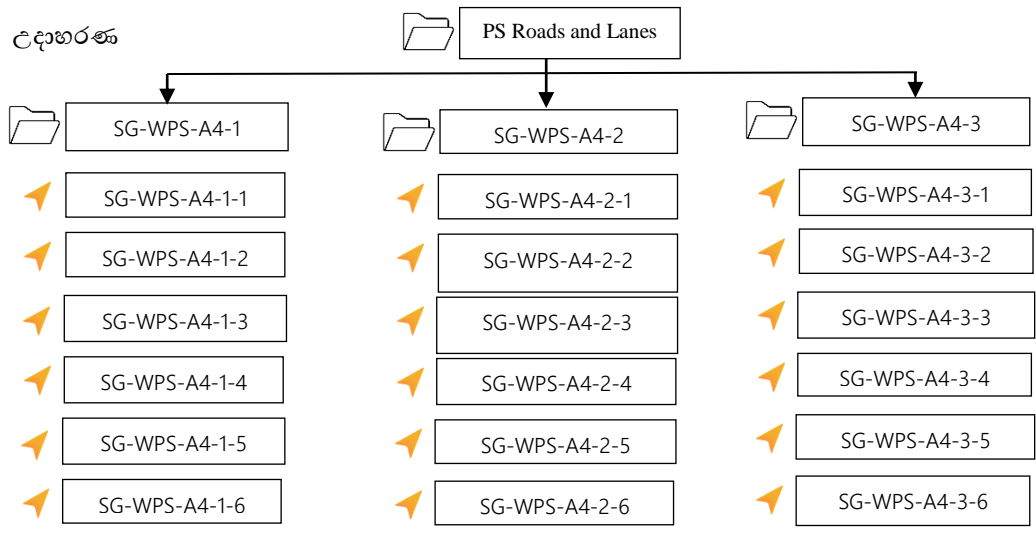 උදාහරණ
PS Roads and Lanes
SG-WPS-A4-1
SG-WPS-A4-1-1
SG-WPS-A4-1-2
SG-WPS-A4-1-3
SG-WPS-A4-1-4
SG-WPS-A4-1-5
SG-WPS-A4-1-6
SG-WPS-A4-2
SG-WPS-A4-2-1
SG-WPS-A4-2-2
SG-WPS-A4-2-3
SG-WPS-A4-2-4
SG-WPS-A4-2-5
SG-WPS-A4-2-6
SG-WPS-A4-3
SG-WPS-A4-3-1
SG-WPS-A4-3-2
SG-WPS-A4-3-3
SG-WPS-A4-3-4
SG-WPS-A4-3-5
SG-WPS-A4-3-6